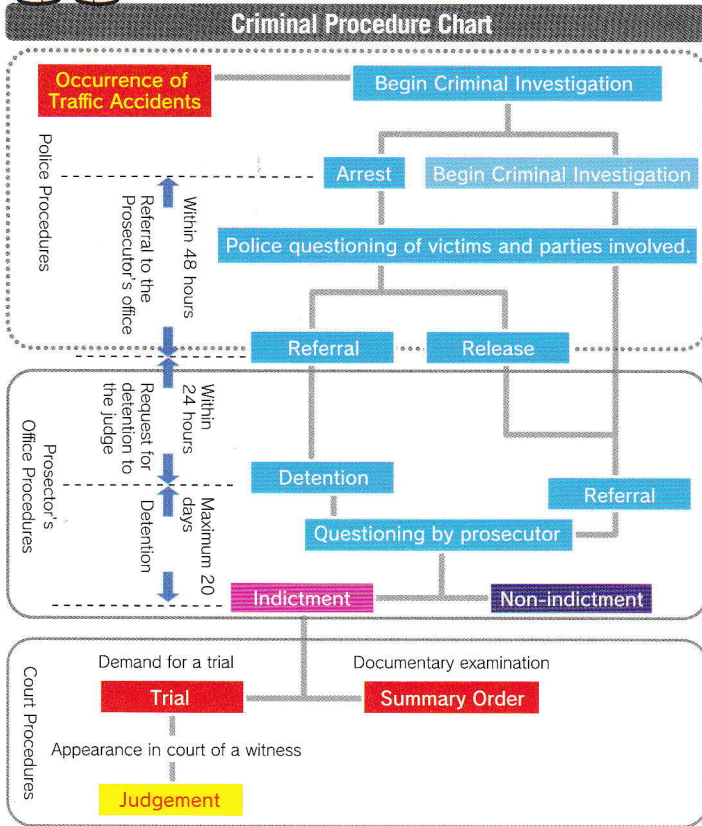 Criminal Procedure Chart
Occurrence of
Traffic Accidents
Begin Criminal Investigation
Police Procedures
Arrest
Begin Criminal Investigation
Within 48 hours
Referral to the
Prosecutor's office
Police questioning of victims and parties involved.
Referral
Release
Prosector's
Office Procedures
Within
24 hours
Request for
detention to
the judge
Detention
Referral
Maximum 20
days
Detention
Questioning by prosecutor
Indictment
Non-indictment
Court Procedures
Demand for a trial
Documentary examination
Trial
Summary Order
Appearance in court of a witness
Judgement